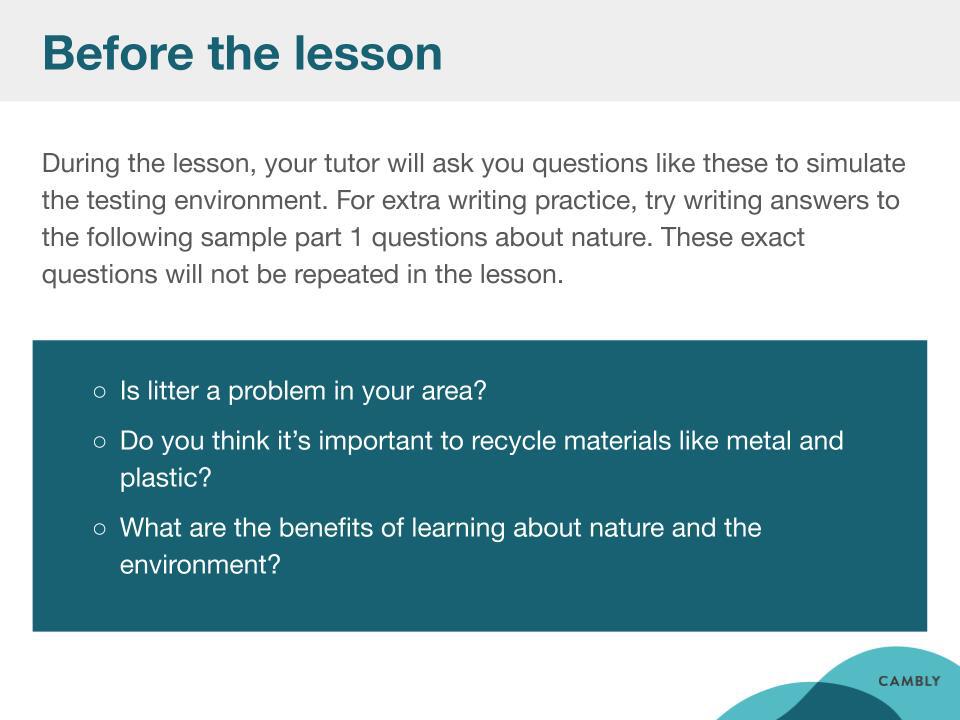 Before the lesson
During the lesson, your tutor will ask you questions like these to simulate
the testing environment. For extra writing practice, try writing answers to
the following sample part 1 questions about nature. These exact
questions will not be repeated in the lesson.
○ Is litter a problem in your area?
○ Do you think it’s important to recycle materials like metal and
plastic?
○ What are the benefits of learning about nature and the
environment?
CAMBLY